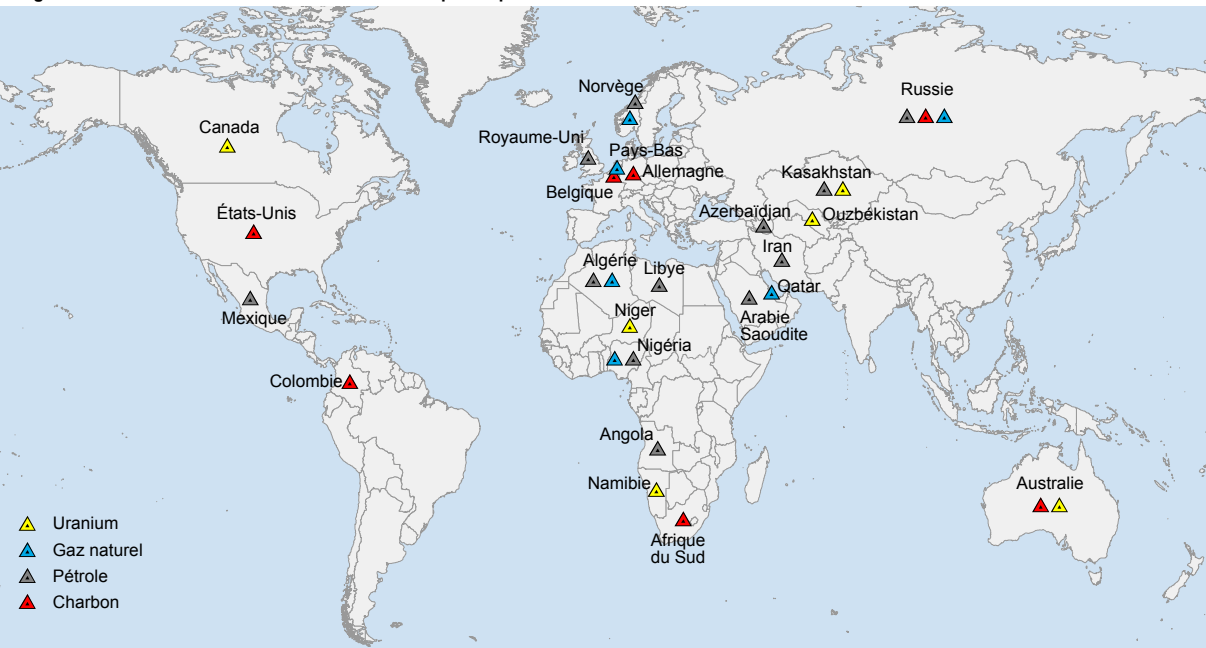 Russie
Norvège
Canada
Royaume-Uni
Pays-Bas
Allemagne
Kasakhstan
Belgique
États-Unis
Azerbaïdjan
Ouzbékistan
Iran
Algérie
Libye
Qatar
Niger
Mexique
Arabie
Saoudite
Nigéria
Colombie
Angola
Namibie
Australie
Afrique
du Sud
Uranium
Gaz naturel
Pétrole
Charbon